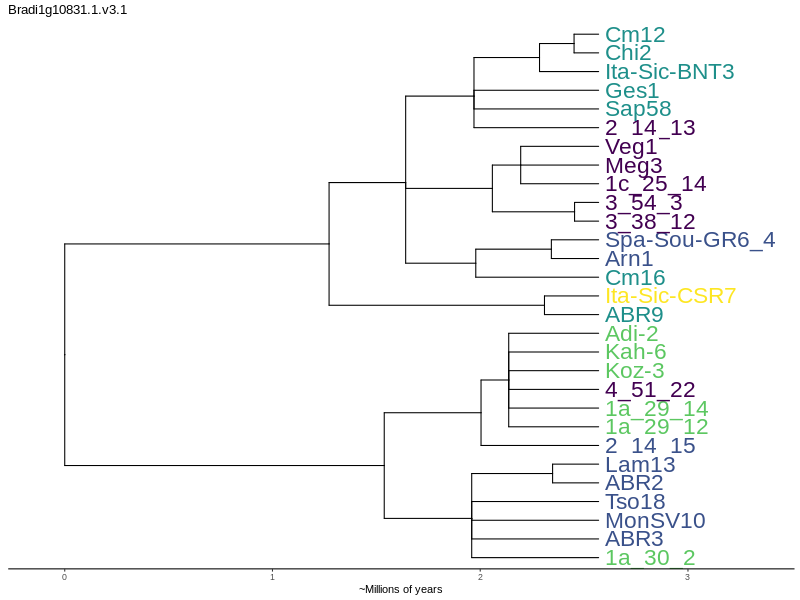 Bradi1g10831.1.v3.1
Cm12
Chi2
Ita-Sic-BNT3
Ges1
Sap58
2_14_13
Veg1
Meg3
1c_25_14
3_54_3
3_38_12
Spa-Sou-GR6_4
Arn1
Cm16
Ita-Sic-CSR7
ABR9
Adi-2
Kah-6
Koz-3
4_51_22
1a_29_14
1a_29_12
2_14_15
Lam13
ABR2
Tso18
MonSV10
ABR3
1a_30_2
0 1 2 3
~Millions of years